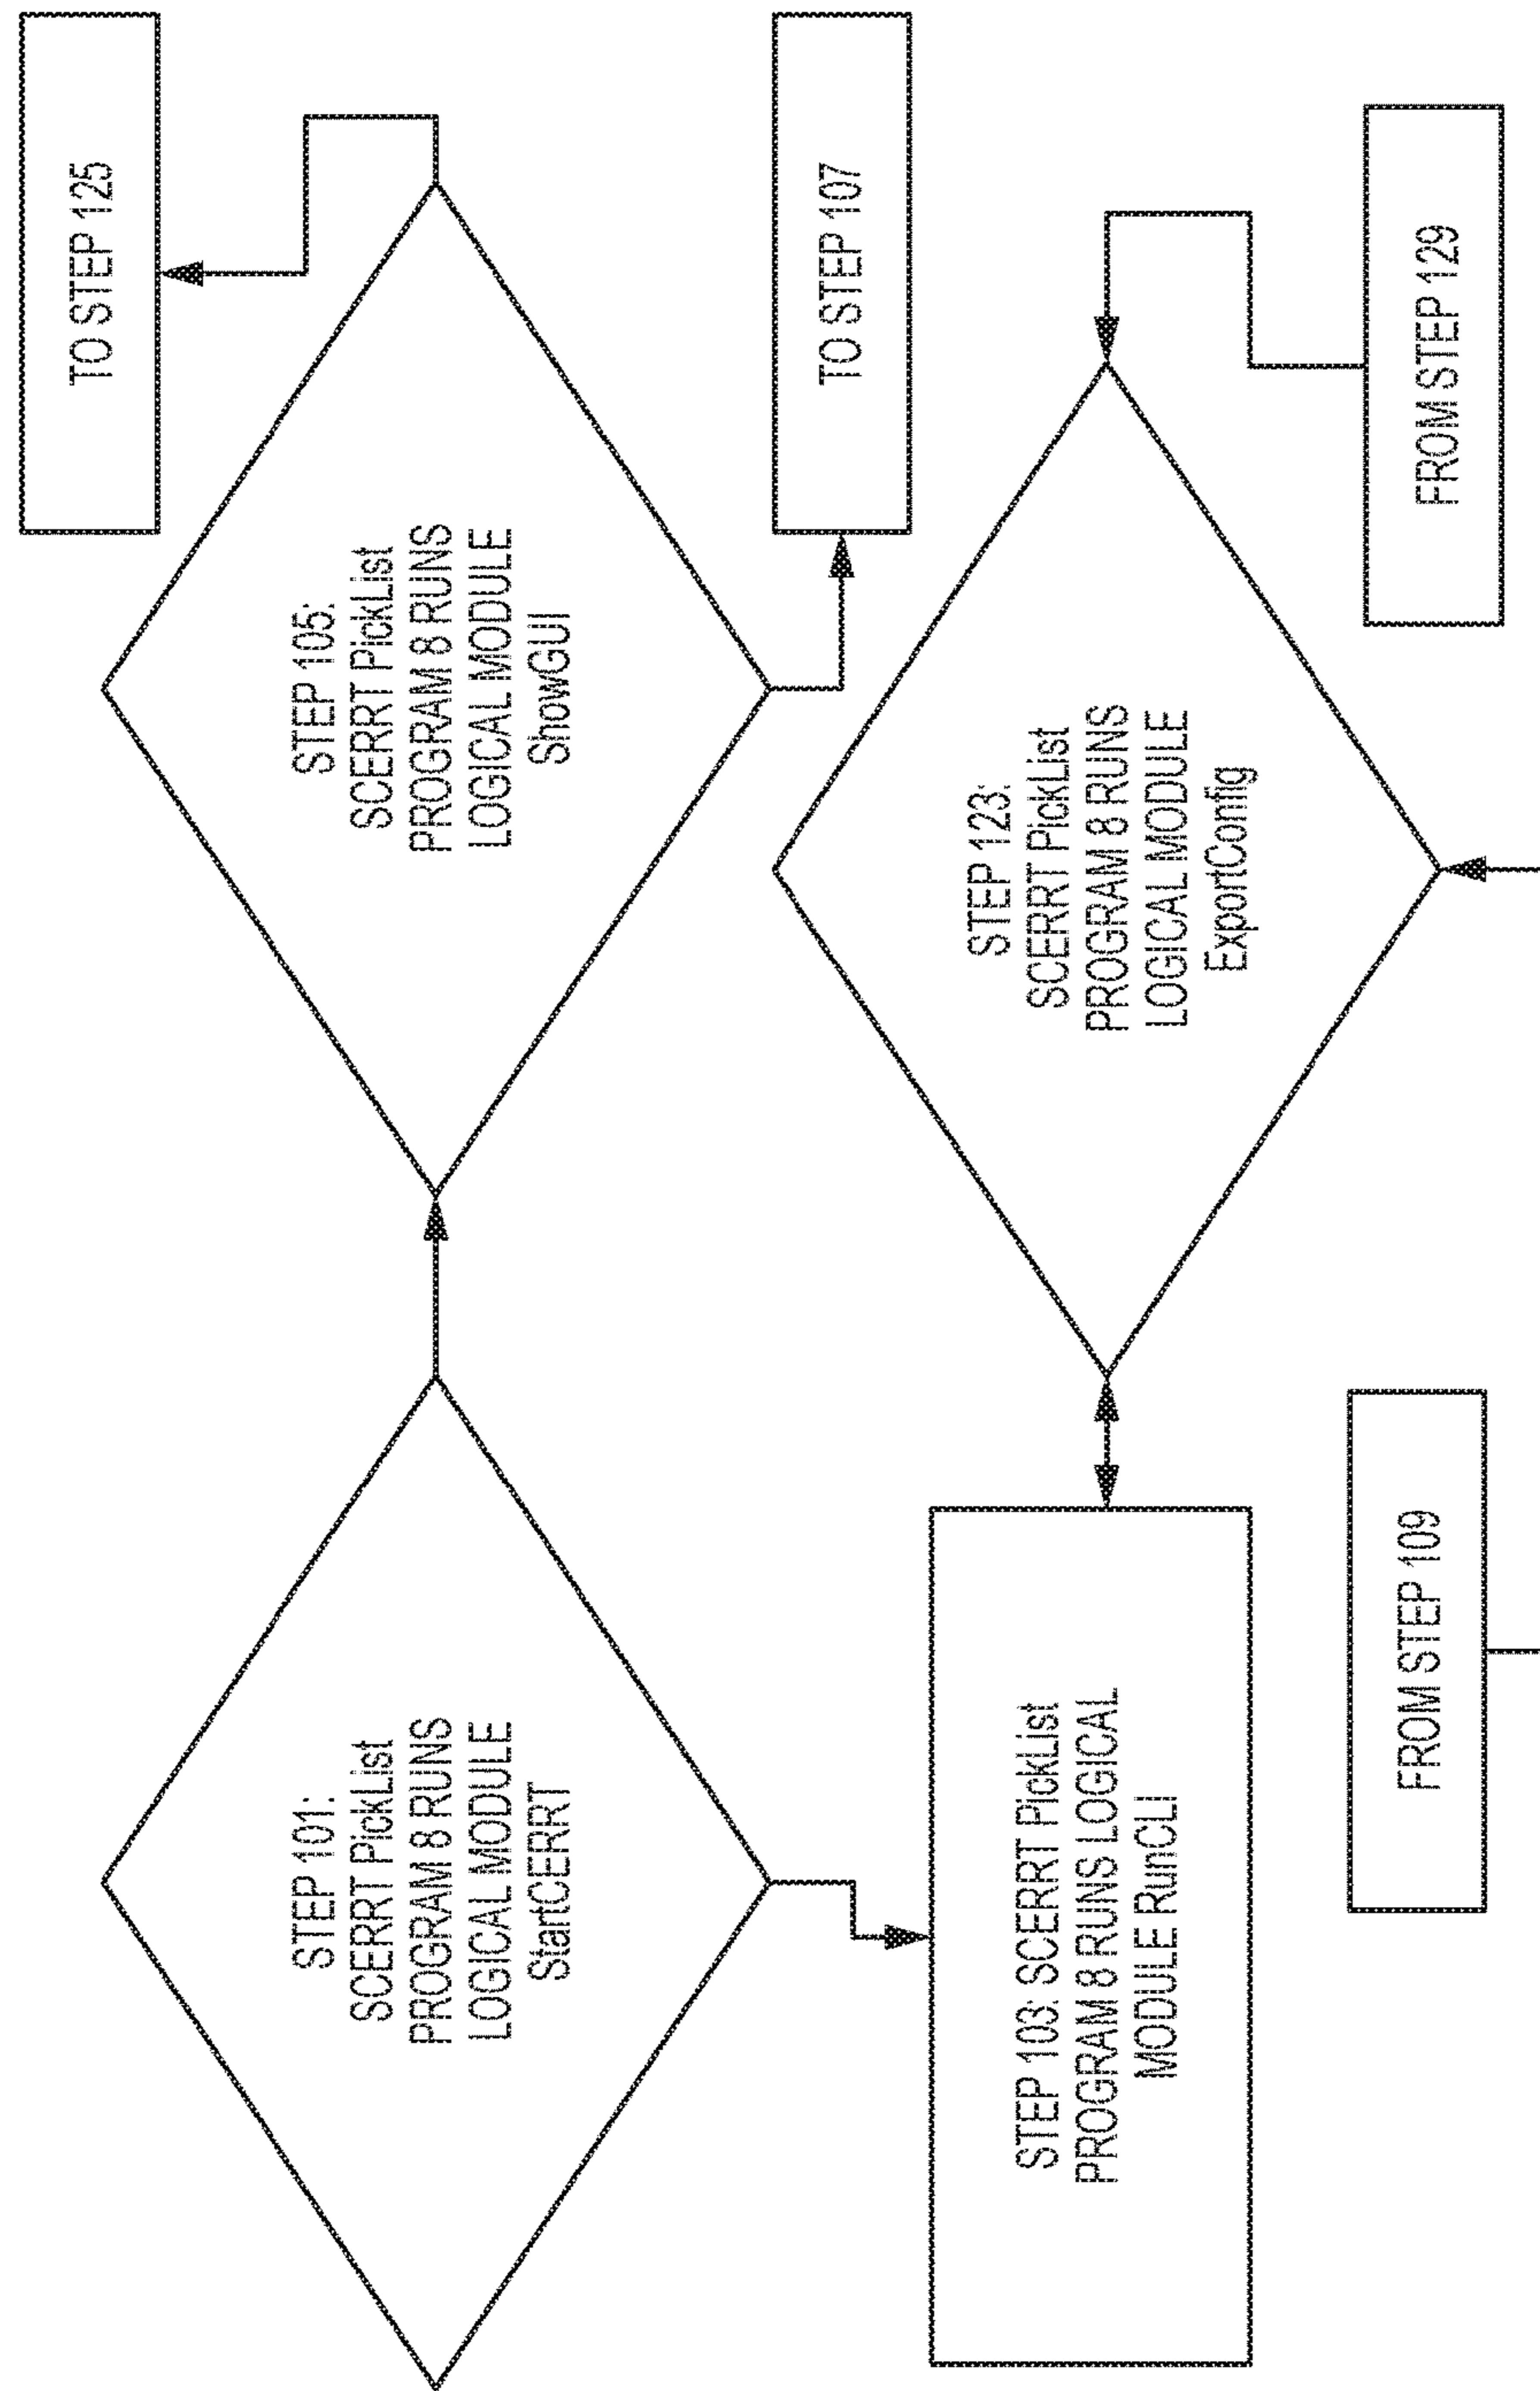 STEP 101:
SCERRT PickList
PROGRAM 8 RUNS
LOGICAL MODULE
StartCERRT
STEP 105:
SCERRT PickList
PROGRAM 8 RUNS
LOGICAL MODULE
ShowGUI
TO STEP 125
STEP 103: SCERRT PickList
PROGRAM 8 RUNS LOGICAL
MODULE RunCLI
STEP 123:
SCERRT PickList
PROGRAM 8 RUNS
LOGICAL MODULE
ExportConfig
TO STEP 107
FROM STEP 109
FROM STEP 129